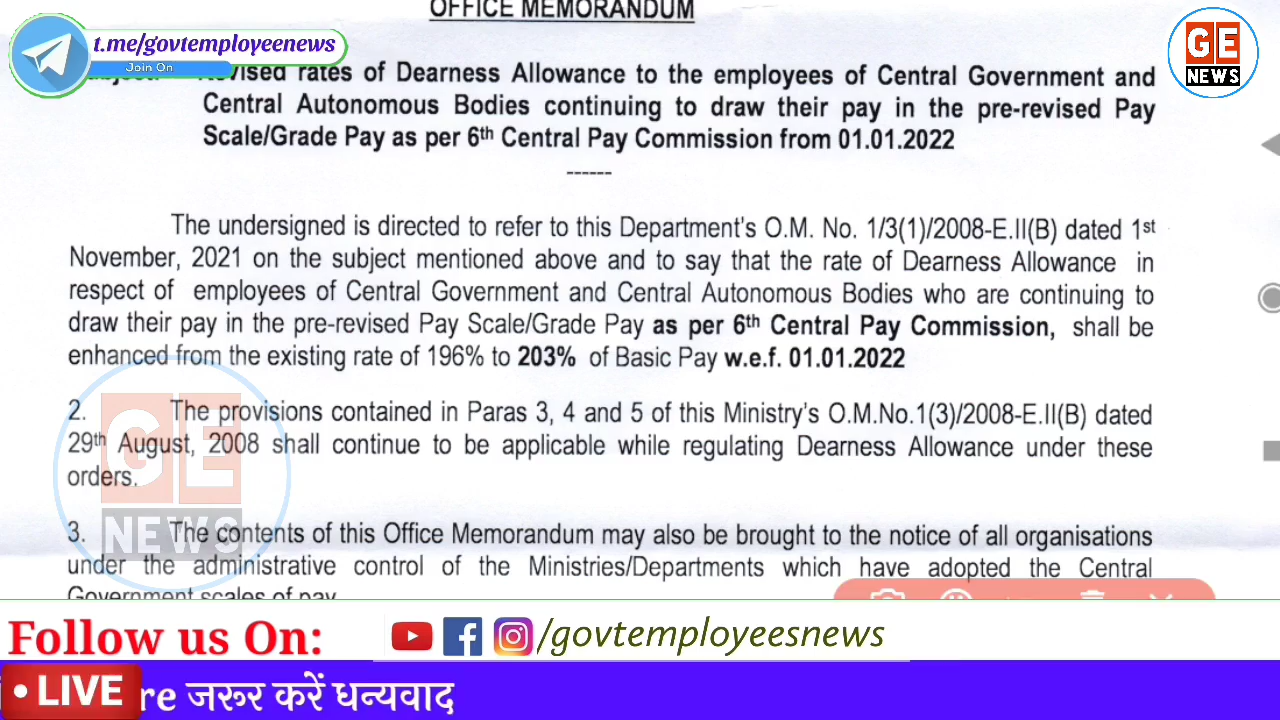 OFFICE MEMORANDUM
t.me/govtemployeenews
Join On
GE
NEWS
Revised rates of Dearness Allowance to the employees of Central Government and
Central Autonomous Bodies continuing to draw their pay in the pre-revised Pay
Scale/Grade Pay as per 6th Central Pay Commission from 01.01.2022
------
The undersigned is directed to refer to this Department's O.M. No. 1/3(1)/2008-E.II(B) dated 1st
November, 2021 on the subject mentioned above and to say that the rate of Dearness Allowance in
respect of employees of Central Government and Central Autonomous Bodies who are continuing to
draw their pay in the pre-revised Pay Scale/Grade Pay as per 6th Central Pay Commission, shall be
enhanced from the existing rate of 196% to 203% of Basic Pay w.e.f. 01.01.2022
2. The provisions contained in Paras 3, 4 and 5 of this Ministry's O.M.No.1(3)/2008-E.II(B) dated
29th August, 2008 shall continue to be applicable while regulating Dearness Allowance under these
orders.
GE
NEWS
3. The contents of this Office Memorandum may also be brought to the notice of all organisations
under the administrative control of the Ministries/Departments which have adopted the Central
Government scales of pay
Follow us On: /govtemployeesnews
• LIVE re जरूर करें धन्यवाद